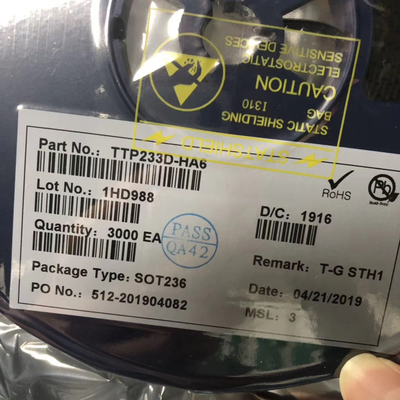 SENSITIVE DEVICES
ELECTROSTATIC
CAUTION
1310
BAG
STATIC SHIELDING
STATSHIELD
Part No.: TTP233D-HA6
Lot No.: 1HD988
Quantity: 3000 EA
Package Type: SOT236
PO No.: 512-201904082
PASS
QA42
RoHS
Pb
D/C: 1916
Remark: T-G STH1
Date: 04/21/2019
MSL: 3